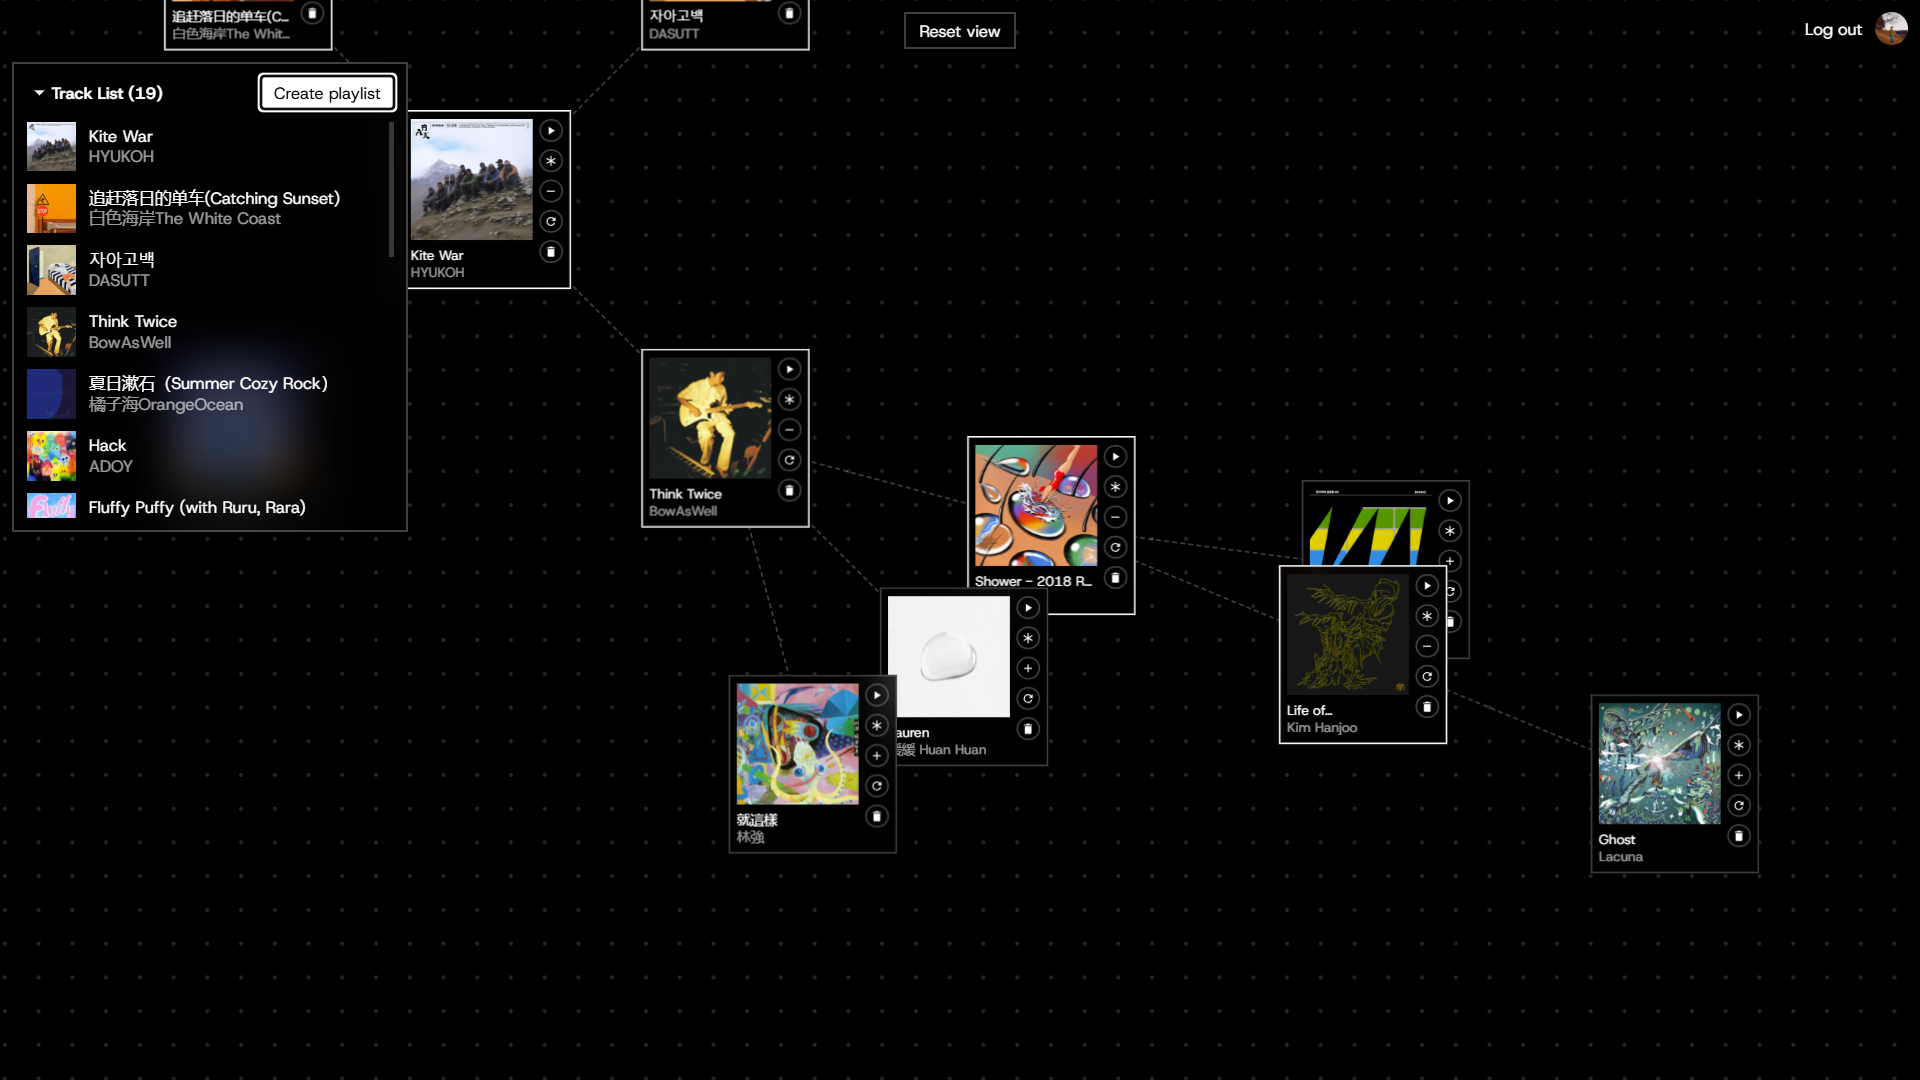 追赶落日的单车(C...
白色海岸The Whit...
자아고백
DASUTT
Reset view
Log out
Track List (19)
Create playlist
Kite War
HYUKOH
追赶落日的单车(Catching Sunset)
白色海岸The White Coast
자아고백
DASUTT
Think Twice
BowAsWell
夏日漱石 (Summer Cozy Rock)
橘子海OrangeOcean
Hack
ADOY
Fluffy Puffy (with Ruru, Rara)
Kite War
HYUKOH
Think Twice
BowAsWell
Shower - 2018 R...
auren
緩緩 Huan Huan
就這樣
林強
Life of...
Kim Hanjoo
Ghost
Lacuna